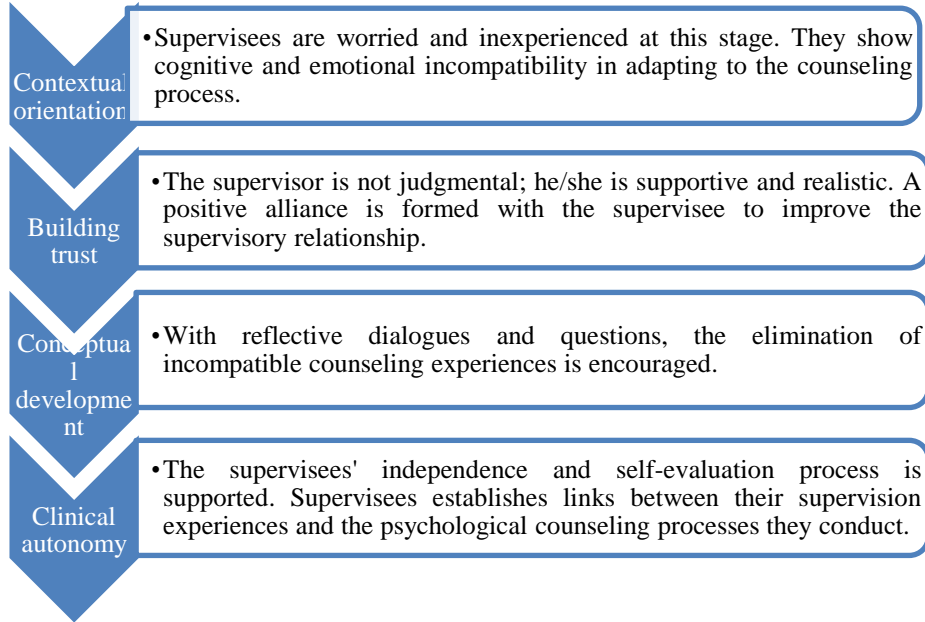 Contextual
orientation
•Supervisees are worried and inexperienced at this stage. They show
cognitive and emotional incompatibility in adapting to the counseling
process.
Building
trust
•The supervisor is not judgmental; he/she is supportive and realistic. A
positive alliance is formed with the supervisee to improve the
supervisory relationship.
Conceptua
l
developme
nt
•With reflective dialogues and questions, the elimination of
incompatible counseling experiences is encouraged.
Clinical
autonomy
•The supervisees' independence and self-evaluation process is
supported. Supervisees establishes links between their supervision
experiences and the psychological counseling processes they conduct.